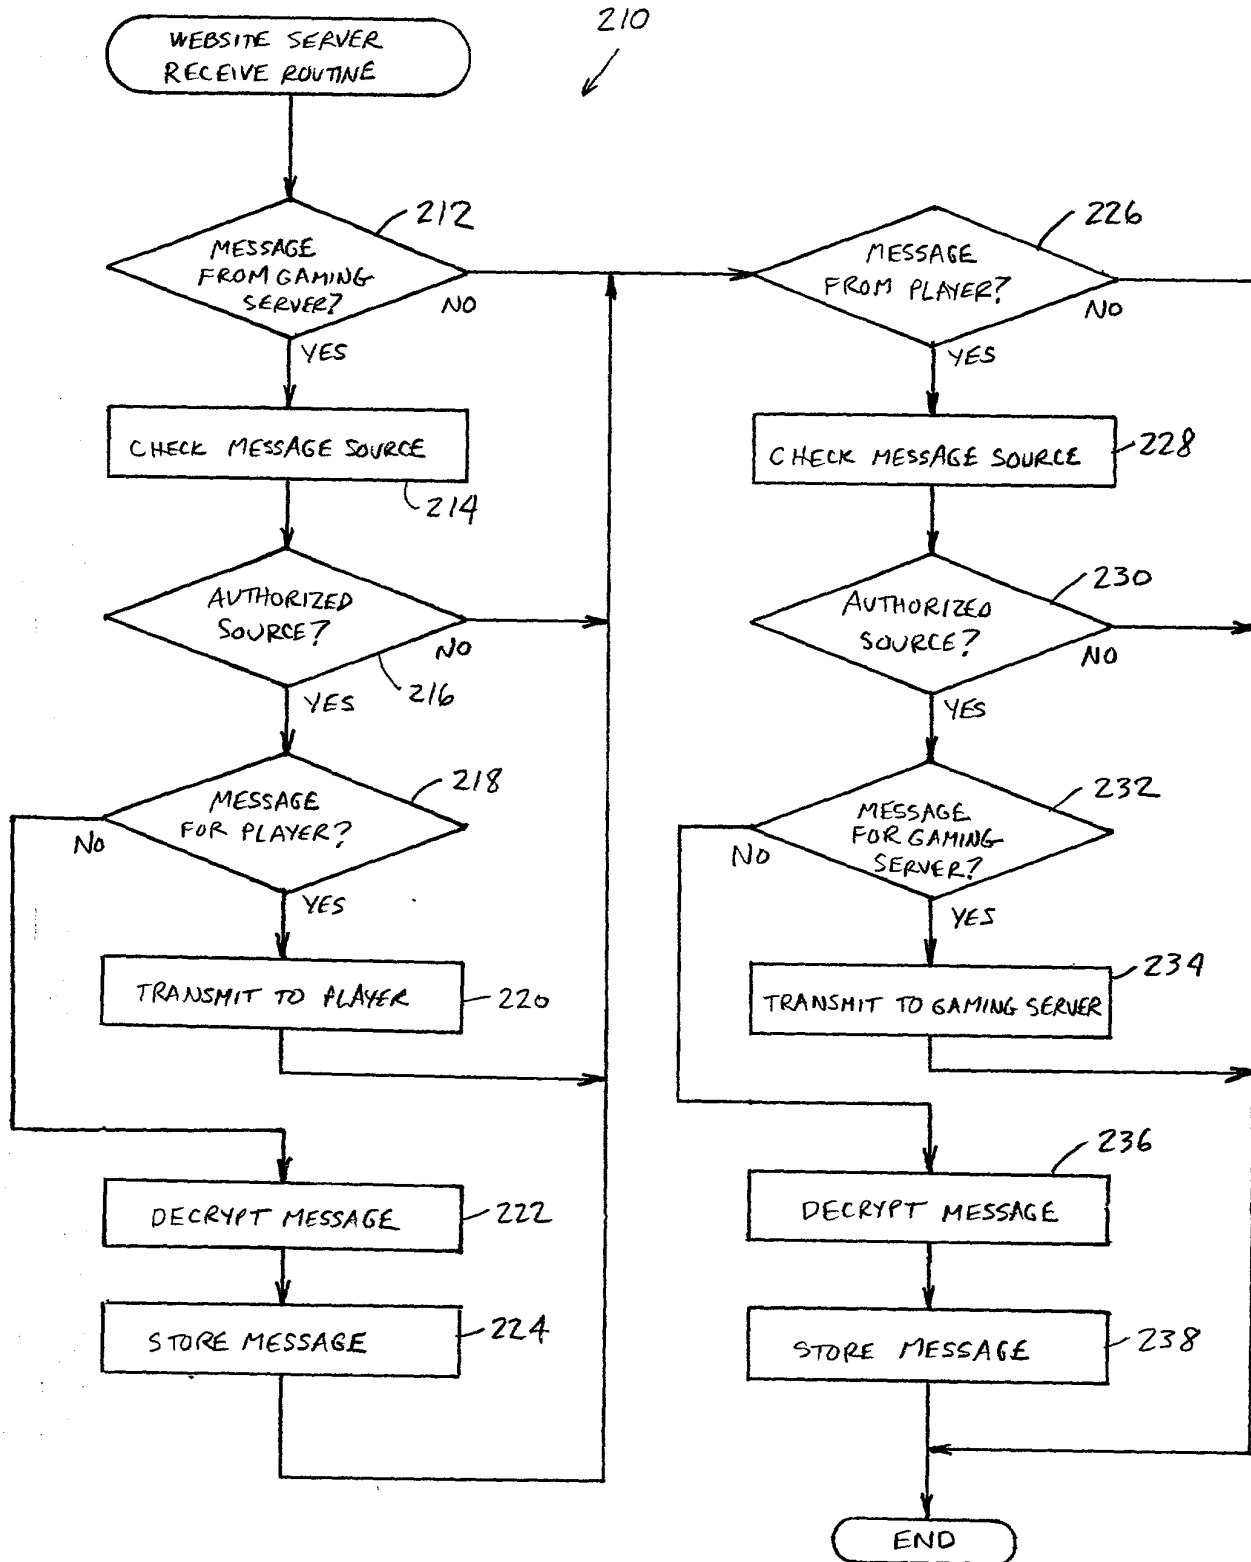 210
WEBSITE SERVER
RECEIVE ROUTINE
212
MESSAGE
FROM GAMING
SERVER?
NO
YES
CHECK MESSAGE SOURCE
214
AUTHORIZED
SOURCE?
NO
216
YES
218
MESSAGE
FOR PLAYER?
NO
YES
TRANSMIT TO PLAYER
220
DECRYPT MESSAGE
222
STORE MESSAGE
224
226
MESSAGE
FROM PLAYER?
NO
YES
CHECK MESSAGE SOURCE
228
230
AUTHORIZED
SOURCE?
NO
YES
232
MESSAGE
FOR GAMING
SERVER?
NO
YES
234
TRANSMIT TO GAMING SERVER
236
DECRYPT MESSAGE
STORE MESSAGE
238
END